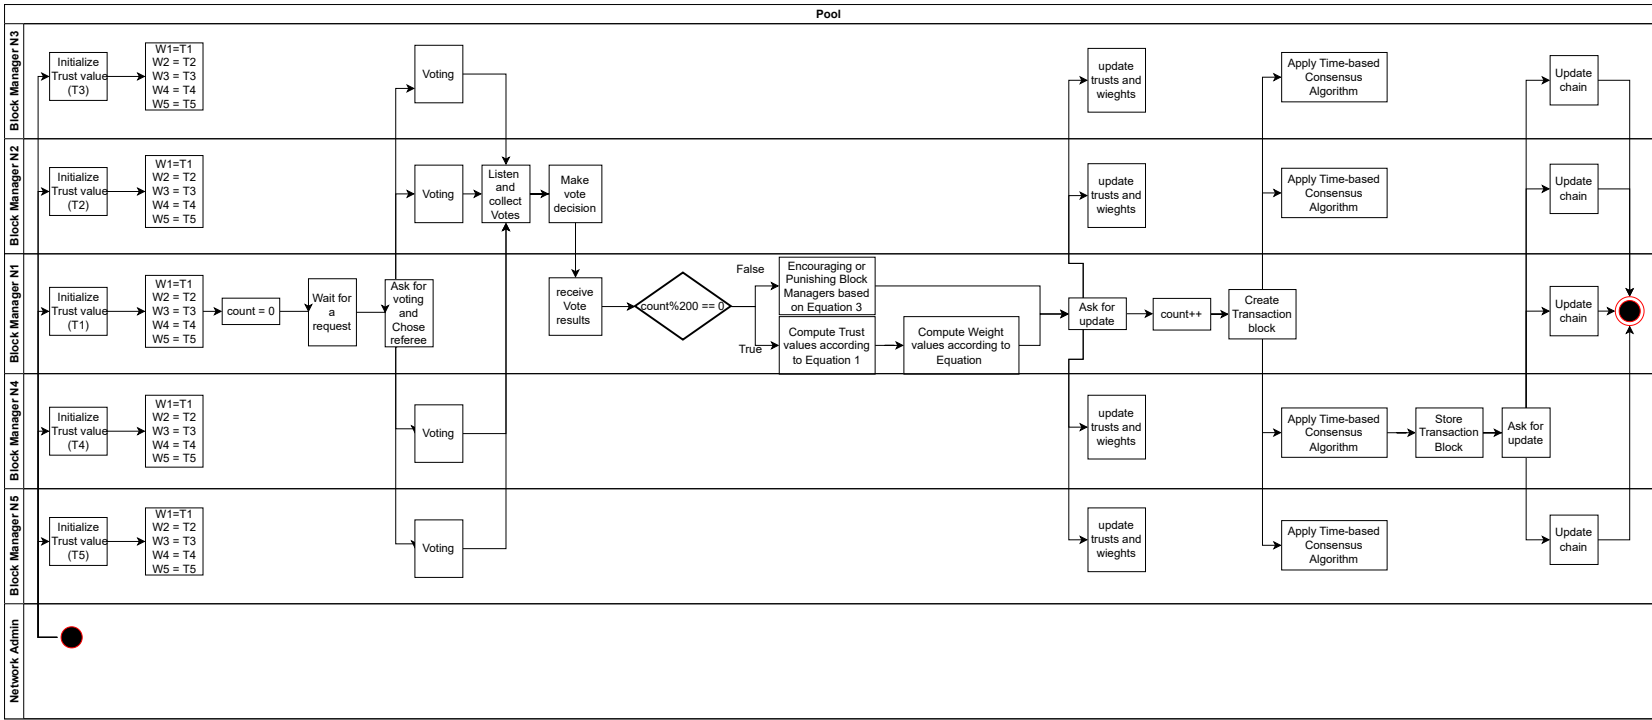 Pool
Block Manager N3
Initialize
Trust value
(T3)
W1=T1
W2 = T2
W3 = T3
W4 = T4
W5 = T5
Voting
update
trusts and
wieghts
Apply Time-based
Consensus
Algorithm
Update
chain
Block Manager N2
Initialize
Trust value
(T2)
W1=T1
W2 = T2
W3 = T3
W4 = T4
W5 = T5
Voting
Listen
and
collect
Votes
Make
vote
decision
update
trusts and
wieghts
Apply Time-based
Consensus
Algorithm
Update
chain
Block Manager N1
Initialize
Trust value
(T1)
W1=T1
W2 = T2
W3 = T3
W4 = T4
W5 = T5
count = 0
Wait for
a
request
Ask for
voting
and
Chose
referee
receive
Vote
results
count%200 == 0
False
Encouraging or
Punishing Block
Managers based
on Equation 3
True
Compute Trust
values according
to Equation 1
Compute Weight
values according to
Equation
Ask for
update
count++
Create
Transaction
block
Update
chain
Block Manager N4
Initialize
Trust value
(T4)
W1=T1
W2 = T2
W3 = T3
W4 = T4
W5 = T5
Voting
update
trusts and
wieghts
Apply Time-based
Consensus
Algorithm
Store
Transaction
Block
Ask for
update
Block Manager N5
Initialize
Trust value
(T5)
W1=T1
W2 = T2
W3 = T3
W4 = T4
W5 = T5
Voting
update
trusts and
wieghts
Apply Time-based
Consensus
Algorithm
Update
chain
Network Admin